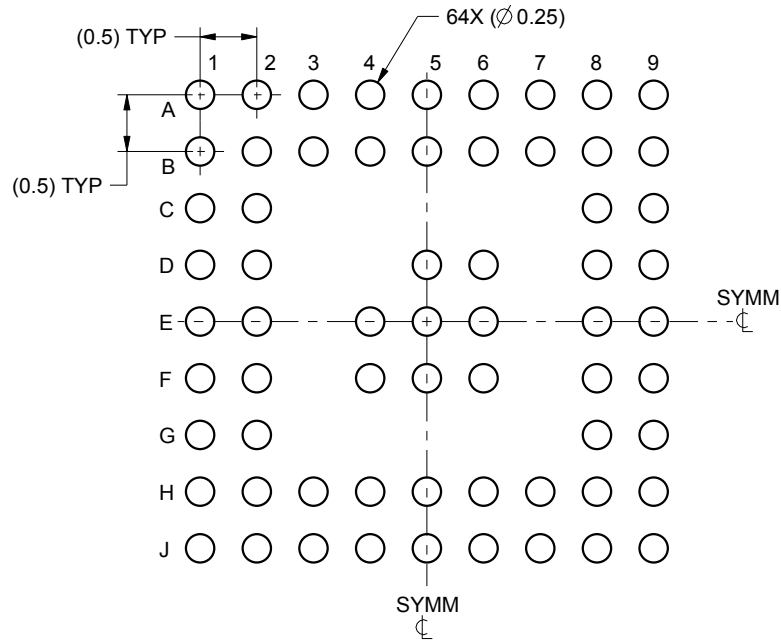 (0.5) TYP
64X (∅ 0.25)
1 2 3 4 5 6 7 8 9
A
B
(0.5) TYP
C
D
SYMM
℄
E
F
G
H
J
SYMM
℄